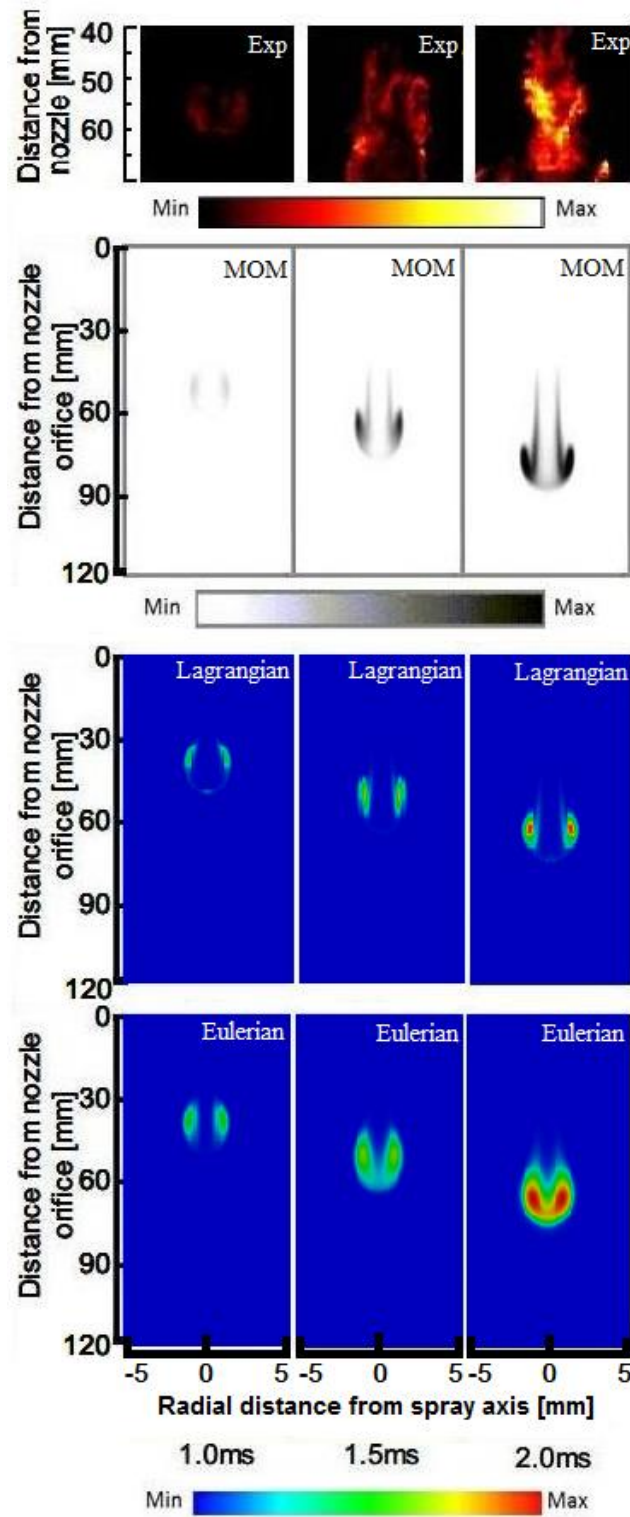 Distance from
nozzle [mm]
40
50
60
Exp
Exp
Exp
Min
Max
Distance from nozzle
orifice [mm]
0
30
60
90
120
MOM
MOM
MOM
Min
Max
Distance from nozzle
orifice [mm]
0
30
60
90
120
Lagrangian
Lagrangian
Lagrangian
Distance from nozzle
orifice [mm]
0
30
60
90
120
Eulerian
Eulerian
Eulerian
-5 0 5 -5 0 5 -5 0 5
Radial distance from spray axis [mm]
1.0ms 1.5ms 2.0ms
Min
Max